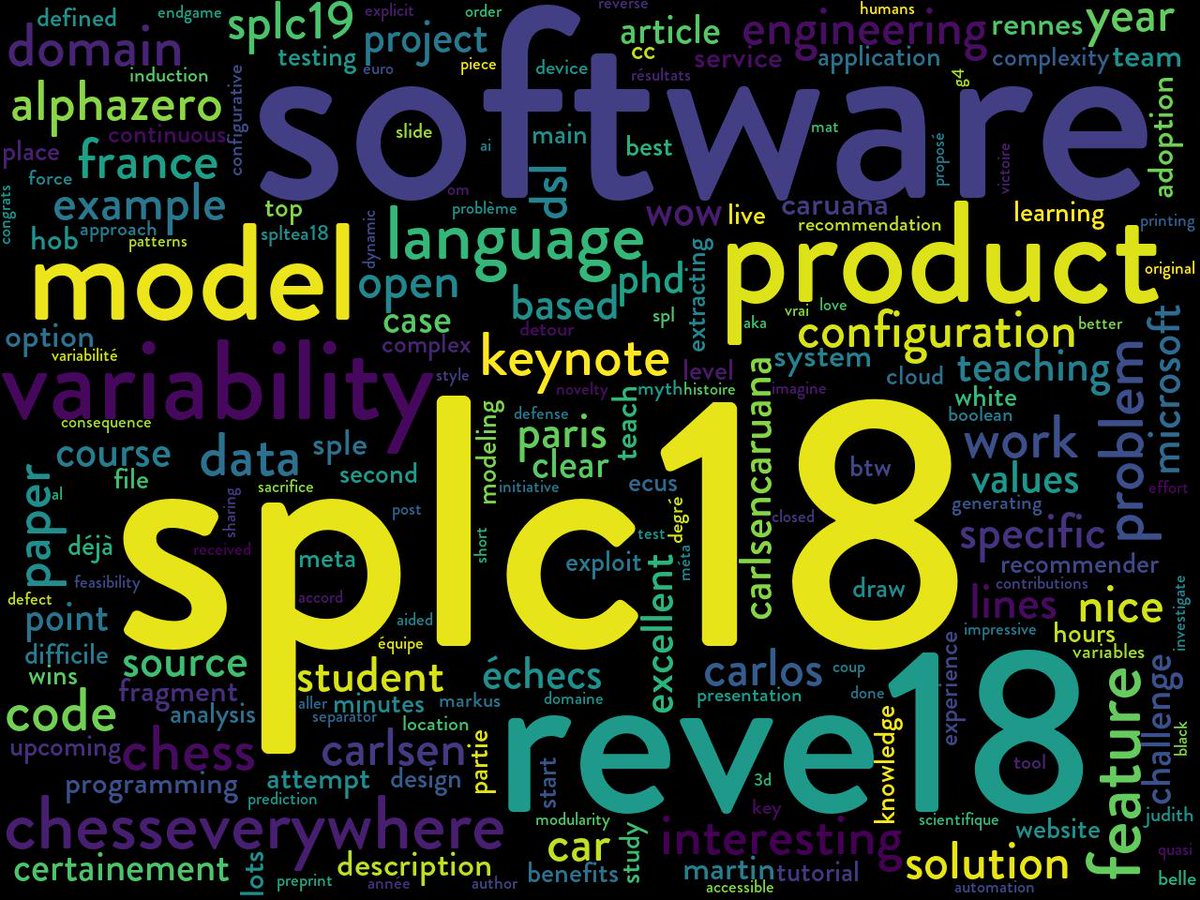 defined
endgame
splc19
explicit
order
reverse
humans
domain
testing
project
euro
piece
software
device
article
cc
résultats
engineering
service
application
rennes
year
complexity
team
g4
induction
alphazero
continuous
configurative
slide
ai
main
best
mat
proposé
victoire
adoption
place
france
force
congrats
example
om
dsl
problème
wow
live
caruana
learning
recommendation
printing
top
hob
approach
patterns
spltea18
dynamic
language
model
open
based
phd
extracting
product
original
option
case
detour
spl
aka
vrai
love
configuration
better
variabilité
variability
complex
keynote
level
system
cloud
teaching
microsoft
style
novelty
myth
histoire
imagine
white
boolean
problem
consequence
course
data
sple
second
modeling
defense
paris
clear
teach
carlsencaruana
work
values
file
al
paper
sharing
sacrifice
splc18
initiative
ecus
degré
btw
closed
generating
effort
post
short
test
specific
déjà
received
meta
exploit
méta
recommender
contributions
feasibility
defect
accord
excellent
draw
lines
nice
investigate
point
aided
équipe
impressive
hours
variables
difficile
wins
source
student
échecs
carlos
coup
experience
fragment
aller
minutes
markus
domaine
presentation
done
code
analysis
separator
location
reve18
feature
challenge
black
upcoming
chess
carlsen
partie
start
3d
knowledge
tool
programming
attempt
design
prediction
key
chesseverywhere
modularity
study
interesting
scientifique
website
judith
quasi
certainement
lots
preprint
description
année
author
car
benefits
martin
tutorial
accessible
solution
automation
belle